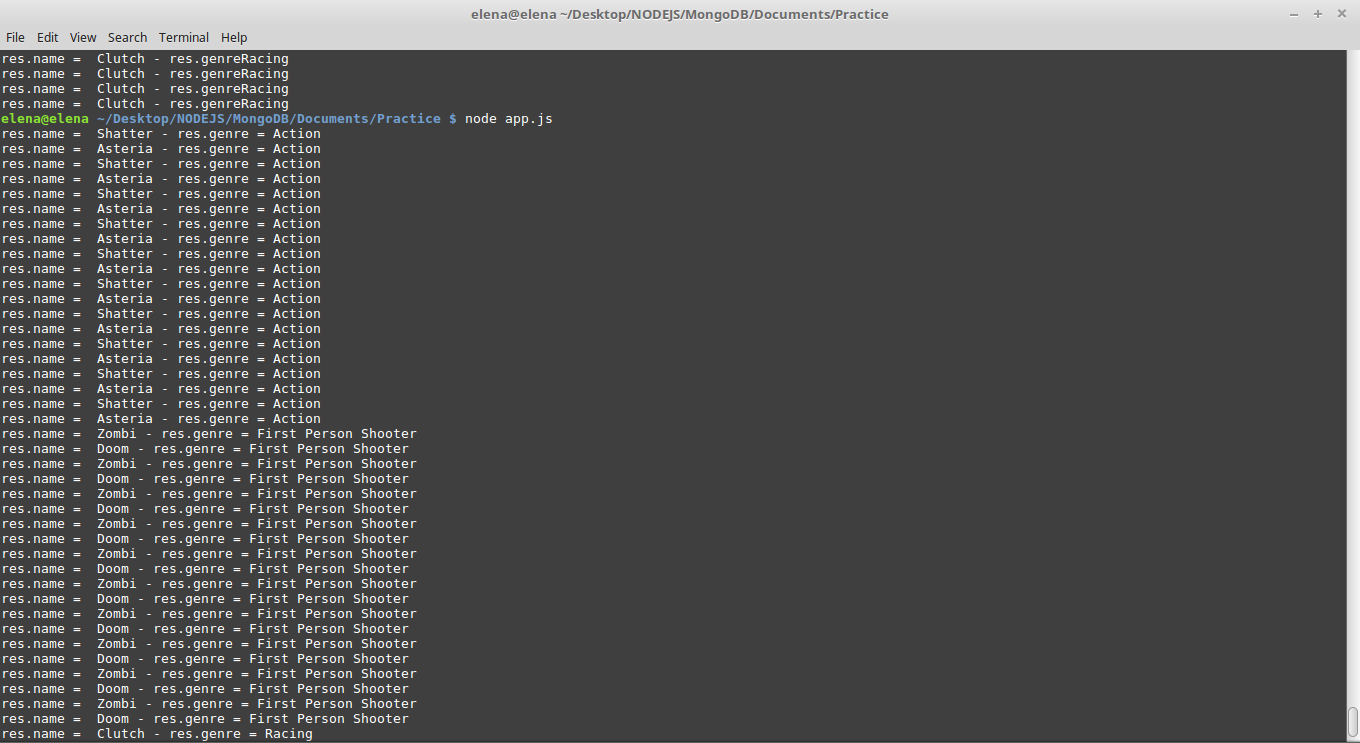 elena@elena ~/Desktop/NODEJS/MongoDB/Documents/Practice
File Edit View Search Terminal Help
res.name =  Clutch - res.genreRacing
res.name =  Clutch - res.genreRacing
res.name =  Clutch - res.genreRacing
res.name =  Clutch - res.genreRacing
elena@elena ~/Desktop/NODEJS/MongoDB/Documents/Practice $ node app.js
res.name =  Shatter - res.genre = Action
res.name =  Asteria - res.genre = Action
res.name =  Shatter - res.genre = Action
res.name =  Asteria - res.genre = Action
res.name =  Shatter - res.genre = Action
res.name =  Asteria - res.genre = Action
res.name =  Shatter - res.genre = Action
res.name =  Asteria - res.genre = Action
res.name =  Shatter - res.genre = Action
res.name =  Asteria - res.genre = Action
res.name =  Shatter - res.genre = Action
res.name =  Asteria - res.genre = Action
res.name =  Shatter - res.genre = Action
res.name =  Asteria - res.genre = Action
res.name =  Shatter - res.genre = Action
res.name =  Asteria - res.genre = Action
res.name =  Shatter - res.genre = Action
res.name =  Asteria - res.genre = Action
res.name =  Shatter - res.genre = Action
res.name =  Asteria - res.genre = Action
res.name =  Zombi - res.genre = First Person Shooter
res.name =  Doom - res.genre = First Person Shooter
res.name =  Zombi - res.genre = First Person Shooter
res.name =  Doom - res.genre = First Person Shooter
res.name =  Zombi - res.genre = First Person Shooter
res.name =  Doom - res.genre = First Person Shooter
res.name =  Zombi - res.genre = First Person Shooter
res.name =  Doom - res.genre = First Person Shooter
res.name =  Zombi - res.genre = First Person Shooter
res.name =  Doom - res.genre = First Person Shooter
res.name =  Zombi - res.genre = First Person Shooter
res.name =  Doom - res.genre = First Person Shooter
res.name =  Zombi - res.genre = First Person Shooter
res.name =  Doom - res.genre = First Person Shooter
res.name =  Zombi - res.genre = First Person Shooter
res.name =  Doom - res.genre = First Person Shooter
res.name =  Zombi - res.genre = First Person Shooter
res.name =  Doom - res.genre = First Person Shooter
res.name =  Zombi - res.genre = First Person Shooter
res.name =  Doom - res.genre = First Person Shooter
res.name =  Clutch - res.genre = Racing